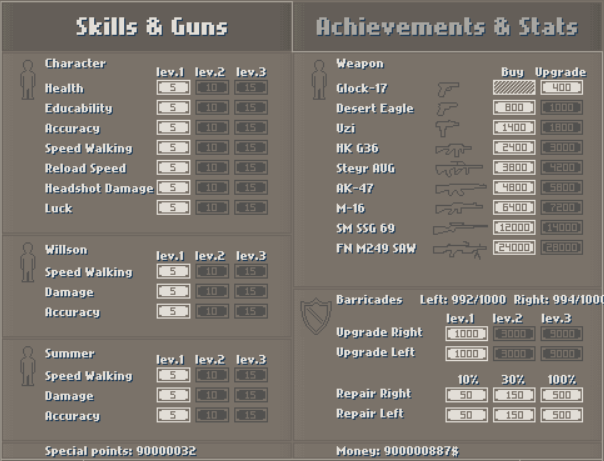 Skills & Guns
Achievements & Stats
Character lev.1 lev.2 lev.3
Health 5 10 15
Educability 5 10 15
Accuracy 5 10 15
Speed Walking 5 10 15
Reload Speed 5 10 15
Headshot Damage 5 10 15
Luck 5 10 15
Willson lev.1 lev.2 lev.3
Speed Walking 5 10 15
Damage 5 10 15
Accuracy 5 10 15
Summer lev.1 lev.2 lev.3
Speed Walking 5 10 15
Damage 5 10 15
Accuracy 5 10 15
Special points: 90000032
Weapon Buy Upgrade
Glock-17 400
Desert Eagle 800 1000
Uzi 1400 1800
HK G36 2400 3000
Steyr AUG 3800 4200
AK-47 4800 5800
M-16 6400 7200
SM SSG 69 12000 14000
FN M249 SAW 24000 28000
Barricades Left: 992/1000 Right: 994/1000
lev.1 lev.2 lev.3
Upgrade Right 1000
Upgrade Left 1000
10% 30% 100%
Repair Right 50 150 500
Repair Left 50 150 500
Money: 900000887$